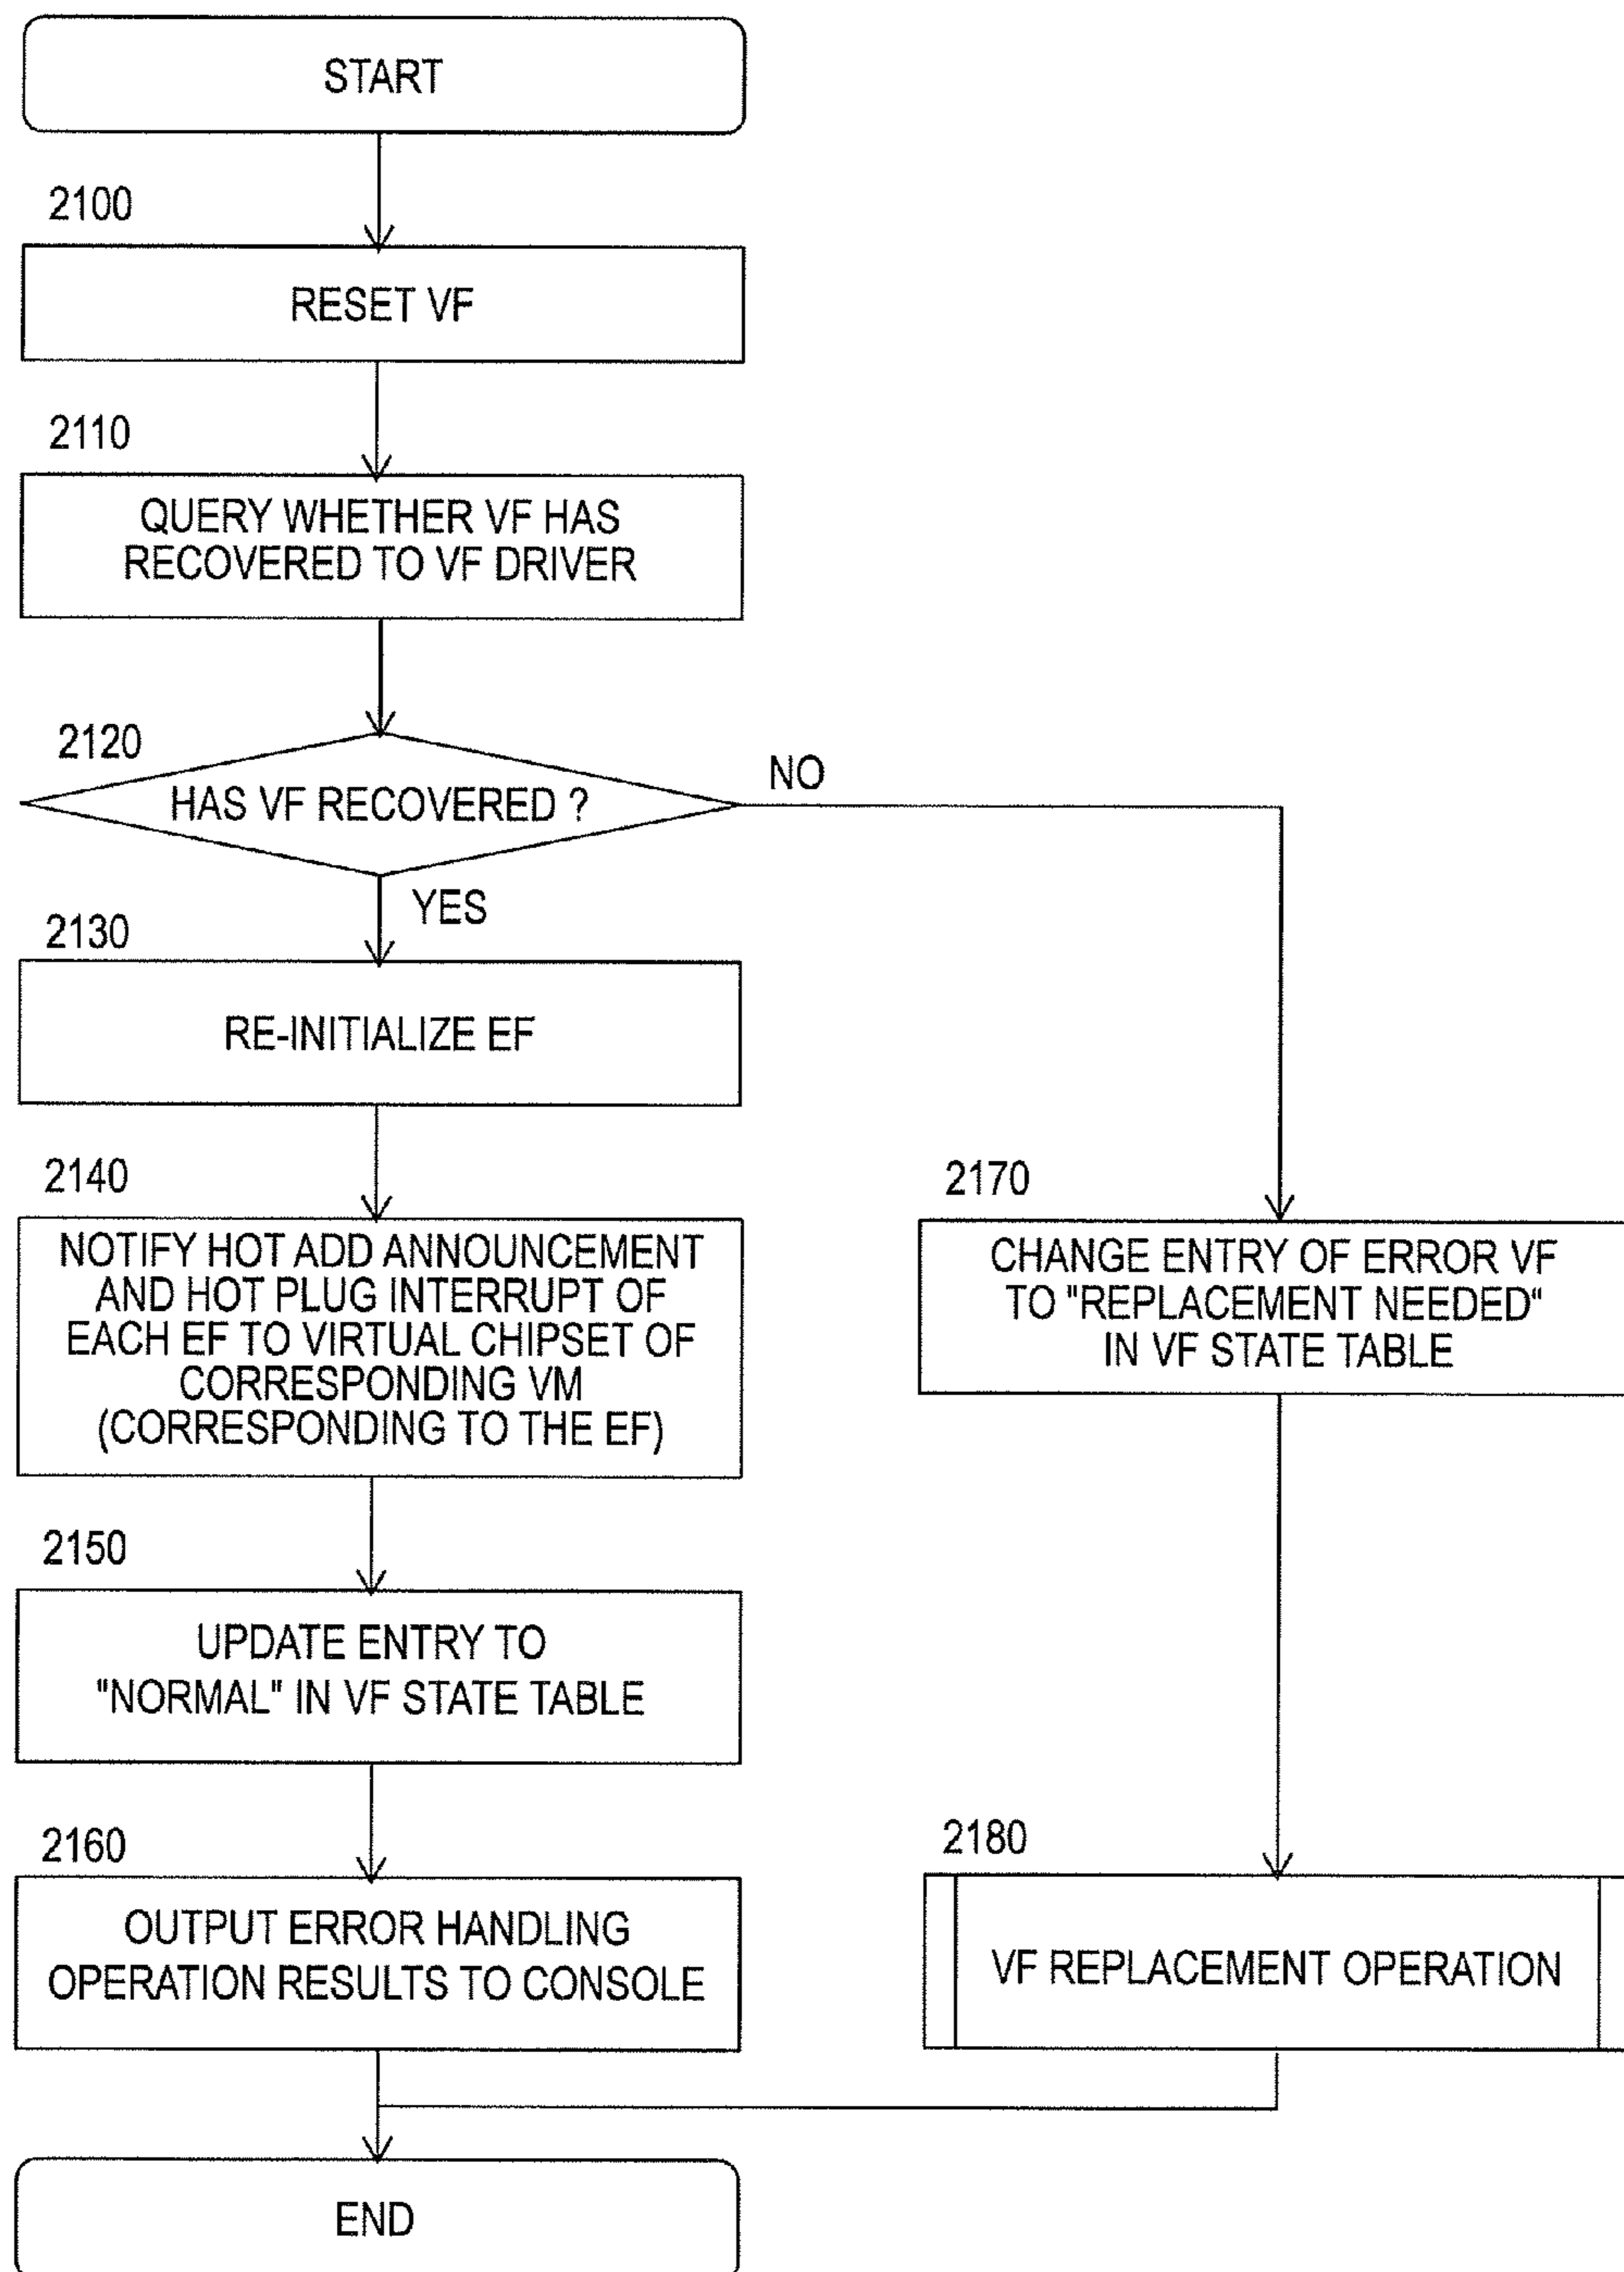 START
2100
RESET VF
2110
QUERY WHETHER VF HAS
RECOVERED TO VF DRIVER
2120
HAS VF RECOVERED ?
NO
YES
2130
RE-INITIALIZE EF
2140
NOTIFY HOT ADD ANNOUNCEMENT
AND HOT PLUG INTERRUPT OF
EACH EF TO VIRTUAL CHIPSET OF
CORRESPONDING VM
(CORRESPONDING TO THE EF)
2170
CHANGE ENTRY OF ERROR VF
TO "REPLACEMENT NEEDED"
IN VF STATE TABLE
2150
UPDATE ENTRY TO
"NORMAL" IN VF STATE TABLE
2160
OUTPUT ERROR HANDLING
OPERATION RESULTS TO CONSOLE
2180
VF REPLACEMENT OPERATION
END